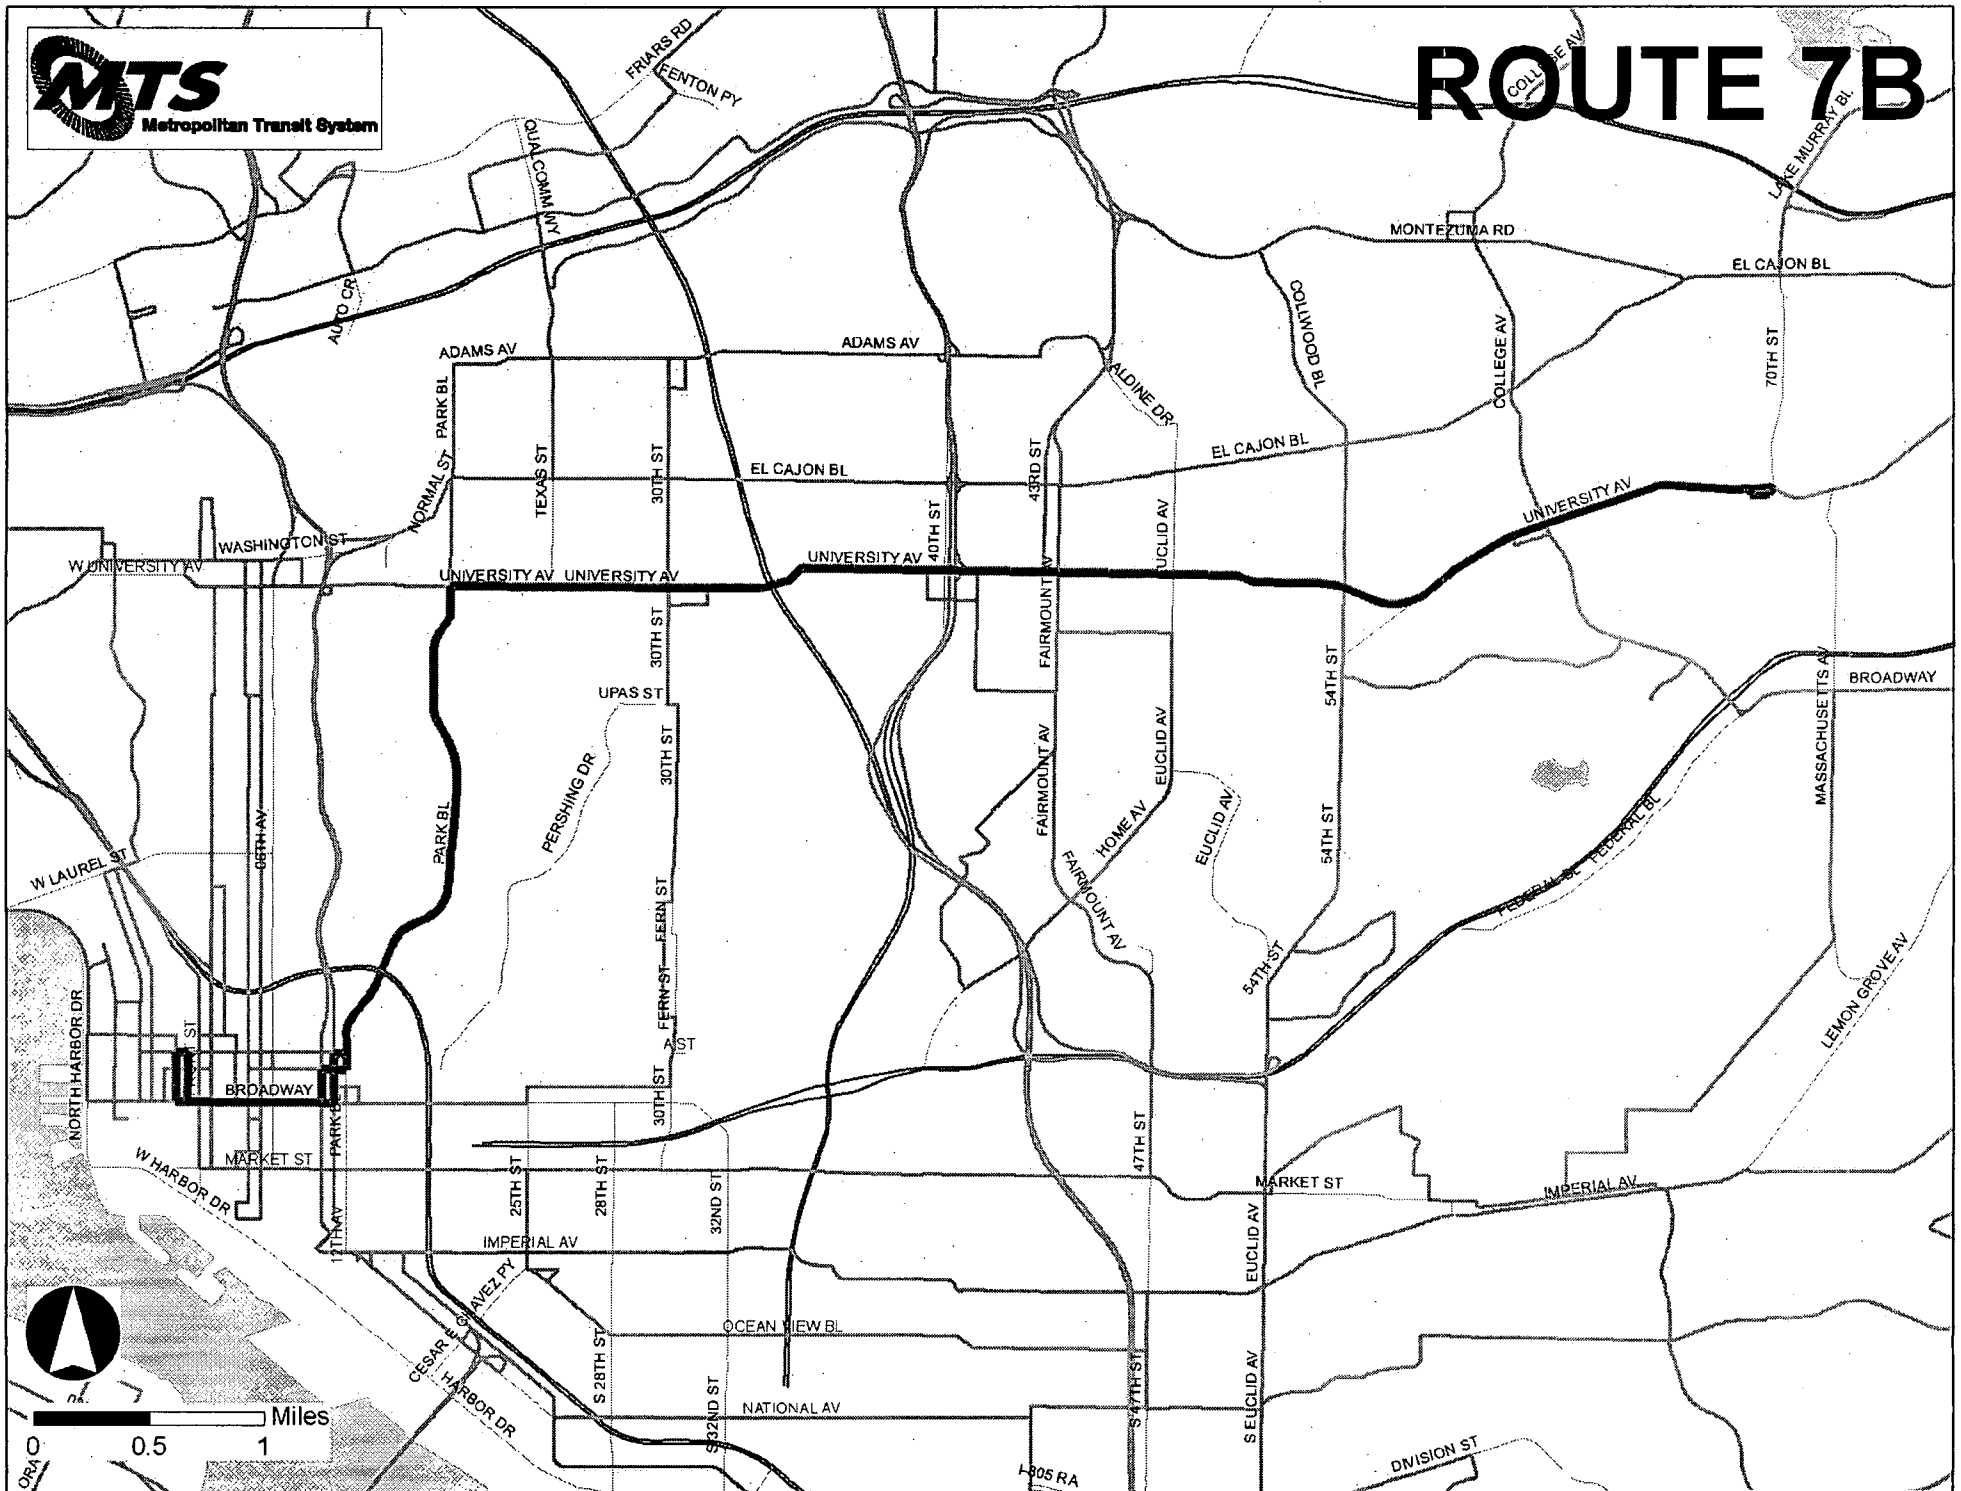 MTS
Metropolitan Transit System
ROUTE 7B
FRIARS RD
FENTON PY
COLLEGE AV
LAKE MURRAY BL
QUALCOMM WY
MONTEZUMA RD
EL CAJON BL
AUTO CR
ADAMS AV
ADAMS AV
PARK BL
ALDINE DR
COLLWOOD BL
COLLEGE AV
70TH ST
NORMAL ST
TEXAS ST
30TH ST
EL CAJON BL
43RD ST
EL CAJON BL
40TH ST
EUCLID AV
UNIVERSITY AV
WASHINGTON ST
W UNIVERSITY AV
UNIVERSITY AV
UNIVERSITY AV
UNIVERSITY AV
FAIRMOUNT AV
30TH ST
UPAS ST
54TH ST
MASSACHUSETTS AV
BROADWAY
30TH ST
PERSHING DR
FAIRMOUNT AV
EUCLID AV
06TH AV
PARK BL
HOME AV
EUCLID AV
54TH ST
FEDERAL BL
W LAUREL ST
FERN ST
FAIRMOUNT AV
FEDERAL BL
54TH ST
LEMON GROVE AV
NORTH HARBOR DR
FERN ST
A ST
BROADWAY
30TH ST
PARK B
47TH ST
MARKET ST
W HARBOR DR
25TH ST
28TH ST
32ND ST
MARKET ST
IMPERIAL AV
12TH AV
IMPERIAL AV
EUCLID AV
CESAR E CHAVEZ PY
OCEAN VIEW BL
S 28TH ST
HARBOR DR
S 32ND ST
NATIONAL AV
S 47TH ST
S EUCLID AV
I-805 RA
DIVISION ST
Miles
0 0.5 1
ORA